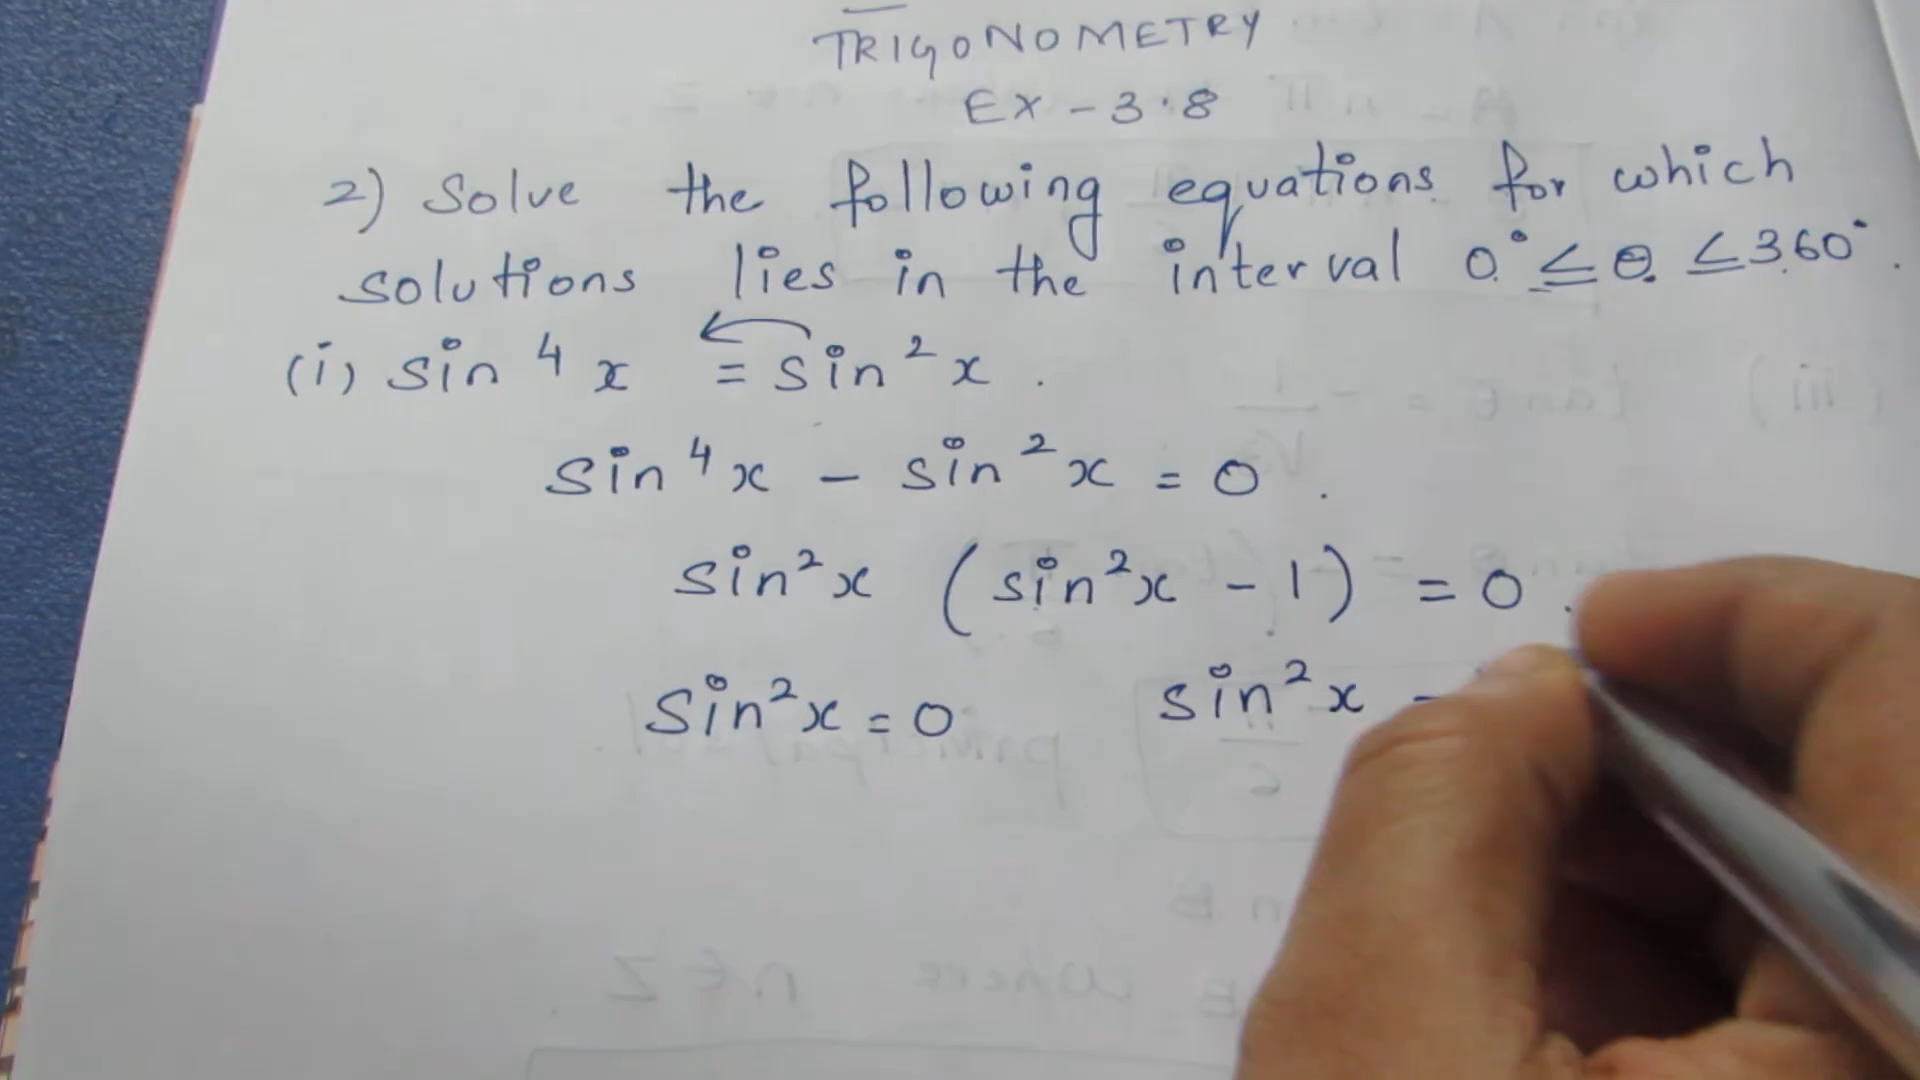 TRIGONOMETRY
EX - 3.8
2) Solve the following equations for which
solutions lies in the interval 0° ≤ θ ≤ 360°.
(i) sin⁴x = sin²x.
sin⁴x - sin²x = 0.
sin²x (sin²x - 1) = 0.
sin²x = 0 sin²x -